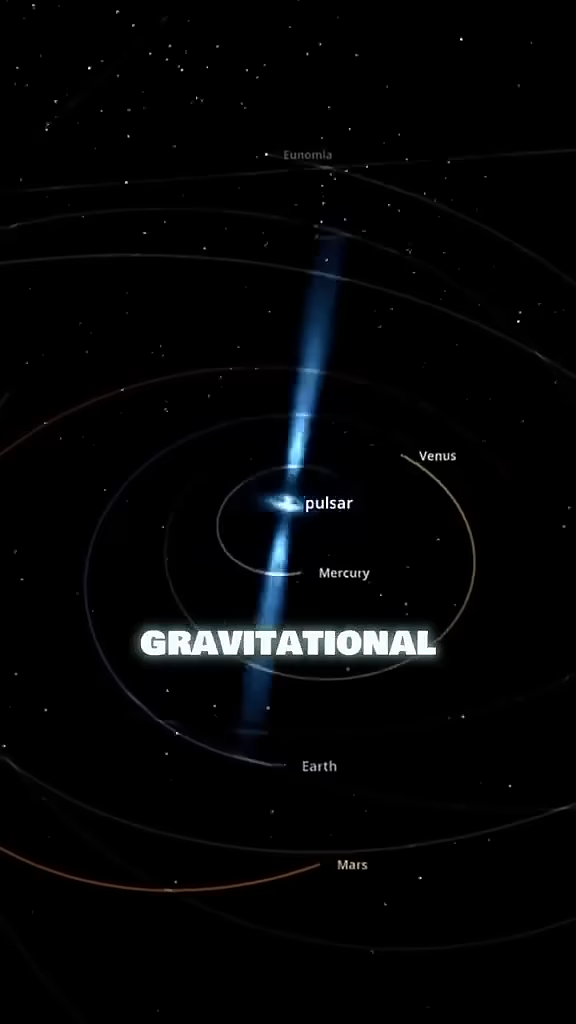 Eunomia
Venus
pulsar
Mercury
GRAVITATIONAL
Earth
Mars